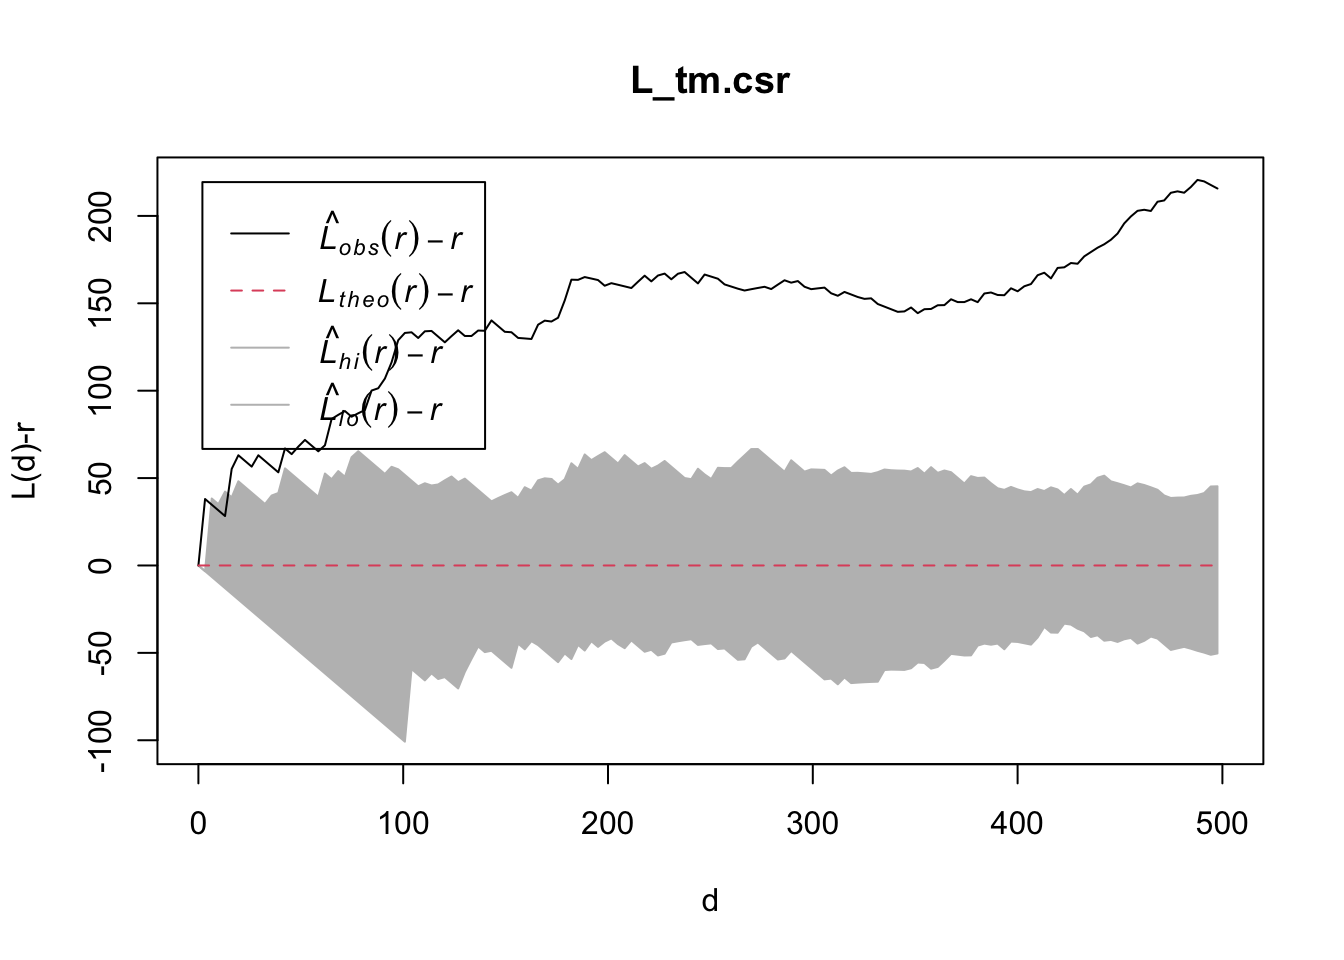 L_tm.csr
L̂obs(r) − r
Ltheo(r) − r
L̂hi(r) − r
L̂lo(r) − r
L(d)-r
200
150
100
50
0
-50
-100
0 100 200 300 400 500
d